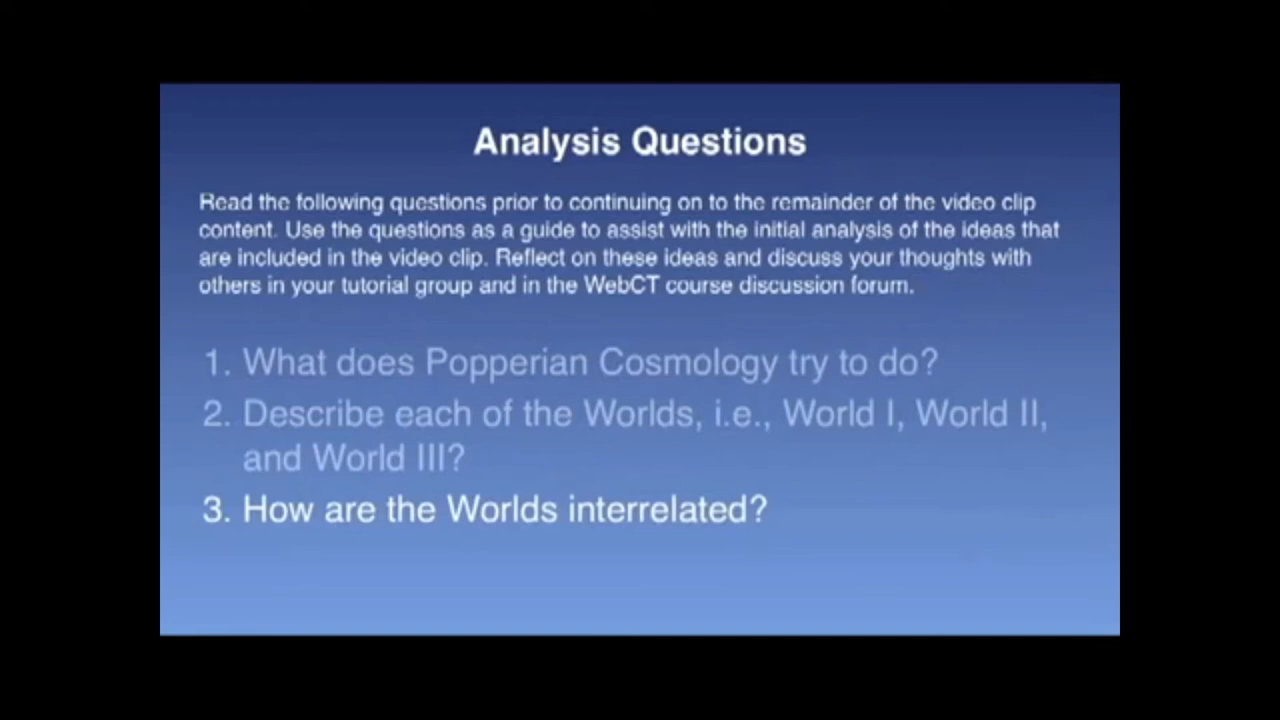 Analysis Questions
Read the following questions prior to continuing on to the remainder of the video clip
content. Use the questions as a guide to assist with the initial analysis of the ideas that
are included in the video clip. Reflect on these ideas and discuss your thoughts with
others in your tutorial group and in the WebCT course discussion forum.
1. What does Popperian Cosmology try to do?
2. Describe each of the Worlds, i.e., World I, World II,
and World III?
3. How are the Worlds interrelated?